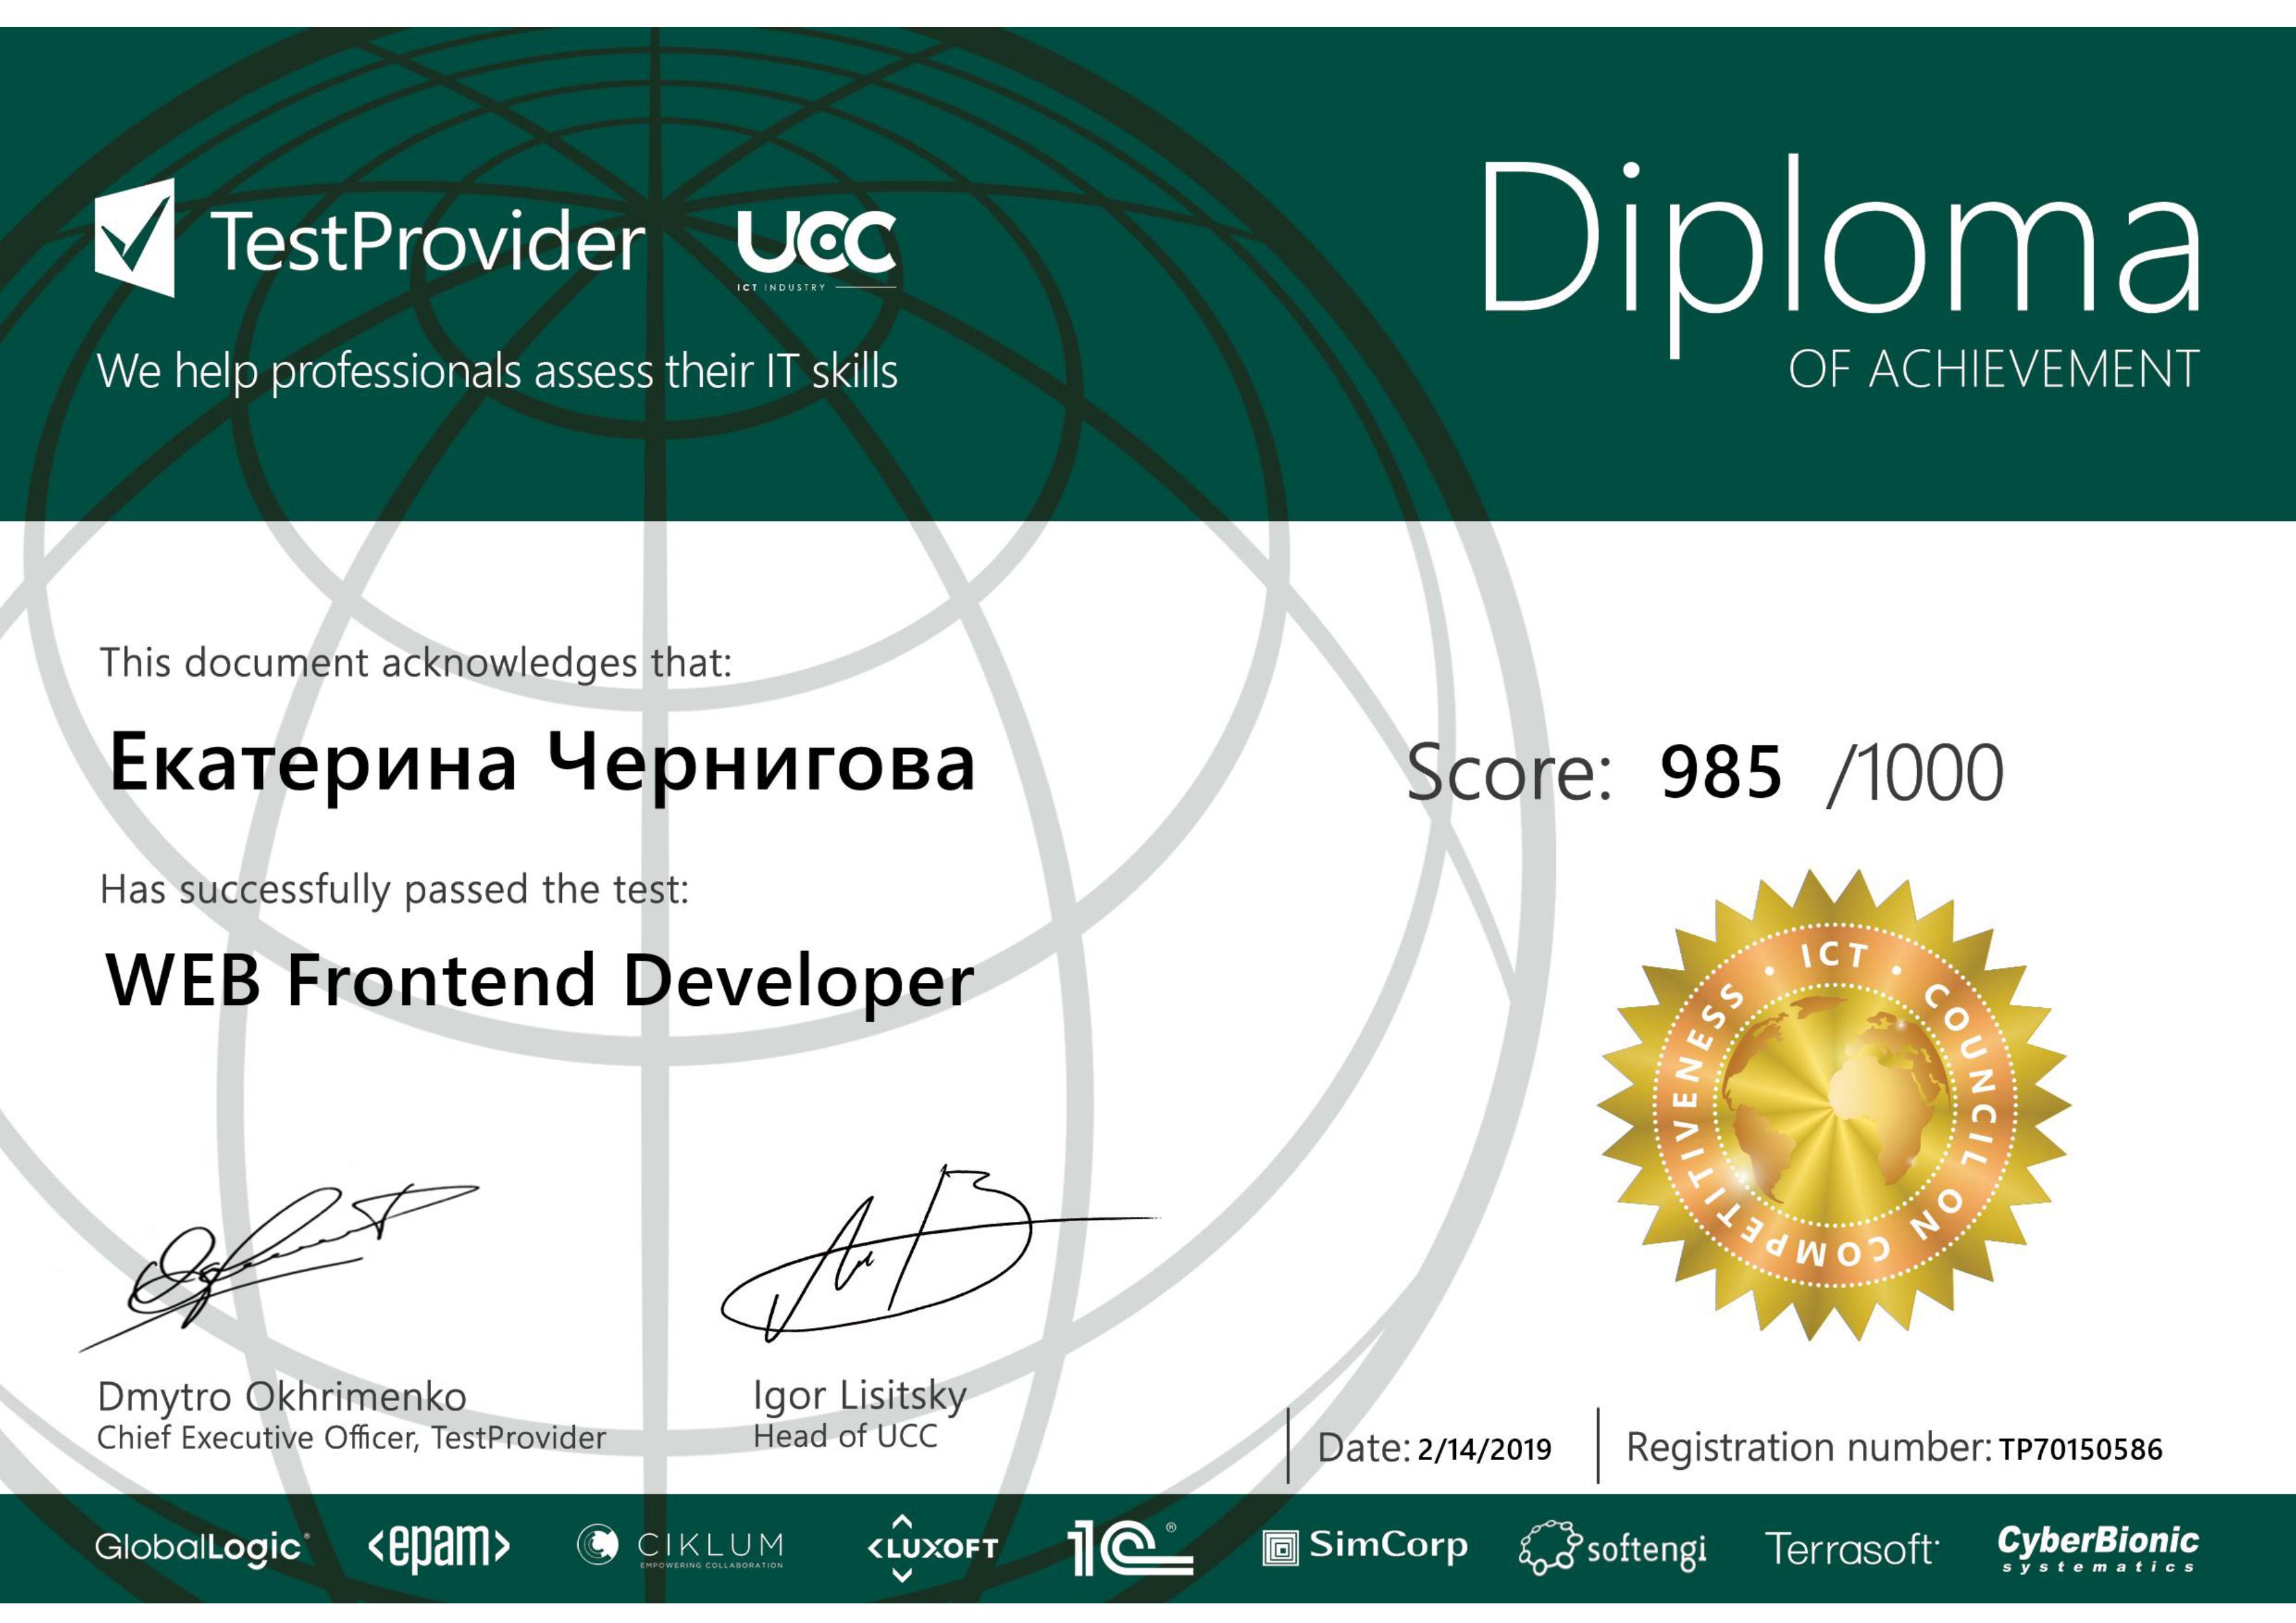 TestProvider
UCC
ICT INDUSTRY
We help professionals assess their IT skills
Diploma
OF ACHIEVEMENT
This document acknowledges that:
Екатерина Чернигова
Score: 985 /1000
Has successfully passed the test:
WEB Frontend Developer
ICT • COUNCIL ON COMPETITIVENESS •
Dmytro Okhrimenko
Chief Executive Officer, TestProvider
Igor Lisitsky
Head of UCC
Date: 2/14/2019
Registration number: TP70150586
GlobalLogic®
<epam>
CIKLUM
EMPOWERING COLLABORATION
<LUXOFT
1C®
SimCorp
softengi
Terrasoft
CyberBionic
systematics